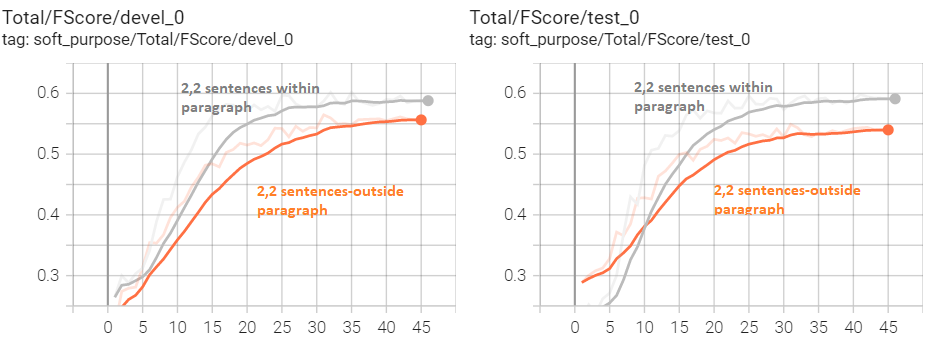 Total/FScore/devel_0
tag: soft_purpose/Total/FScore/devel_0
0.6
0.5
0.4
0.3
2,2 sentences within
paragraph
2,2 sentences-outside
paragraph
0 5 10 15 20 25 30 35 40 45
Total/FScore/test_0
tag: soft_purpose/Total/FScore/test_0
0.6
0.5
0.4
0.3
2,2 sentences within
paragraph
2,2 sentences-outside
paragraph
0 5 10 15 20 25 30 35 40 45